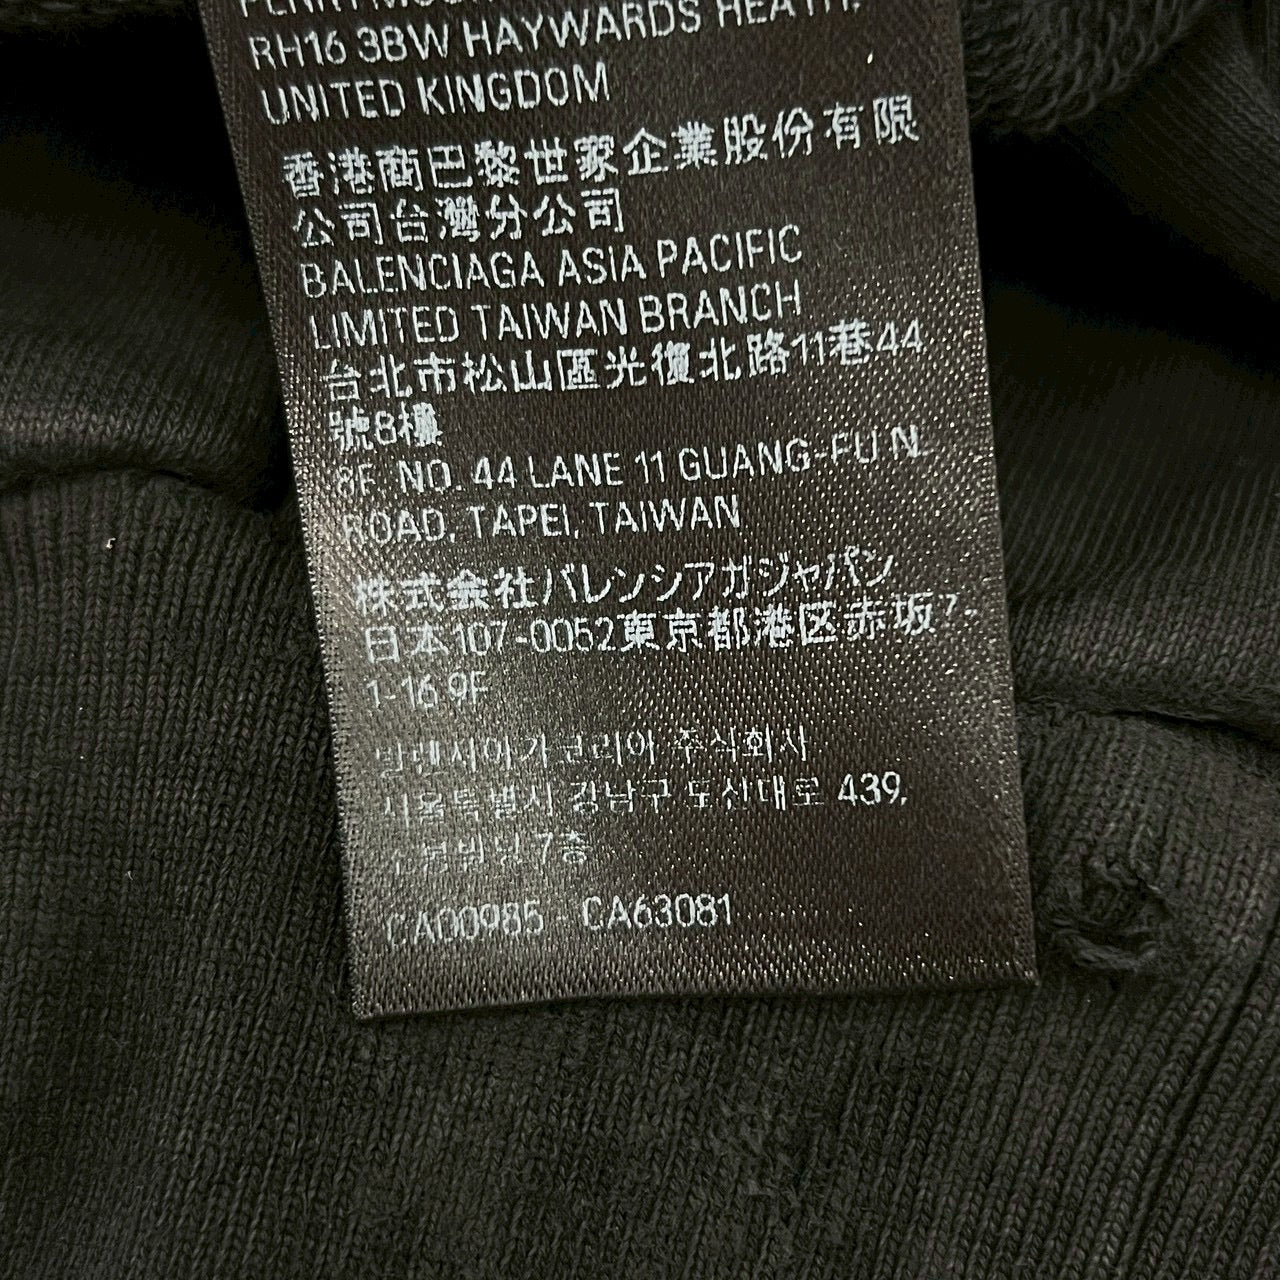 RH16 3BW HAYWARDS HEATH.
UNITED KINGDOM
香港商巴黎世家企業股份有限
公司台灣分公司
BALENCIAGA ASIA PACIFIC
LIMITED TAIWAN BRANCH
台北市松山區光復北路11巷44
號8樓
8F. NO. 44 LANE 11 GUANG-FU N.
ROAD, TAPEI, TAIWAN
株式会社バレンシアガジャパン
日本107-0052東京都港区赤坂7-
1-16 9F
발렌시아가코리아 주식회사
서울특별시 강남구 도산대로 439,
7층
CA00985 - CA63081